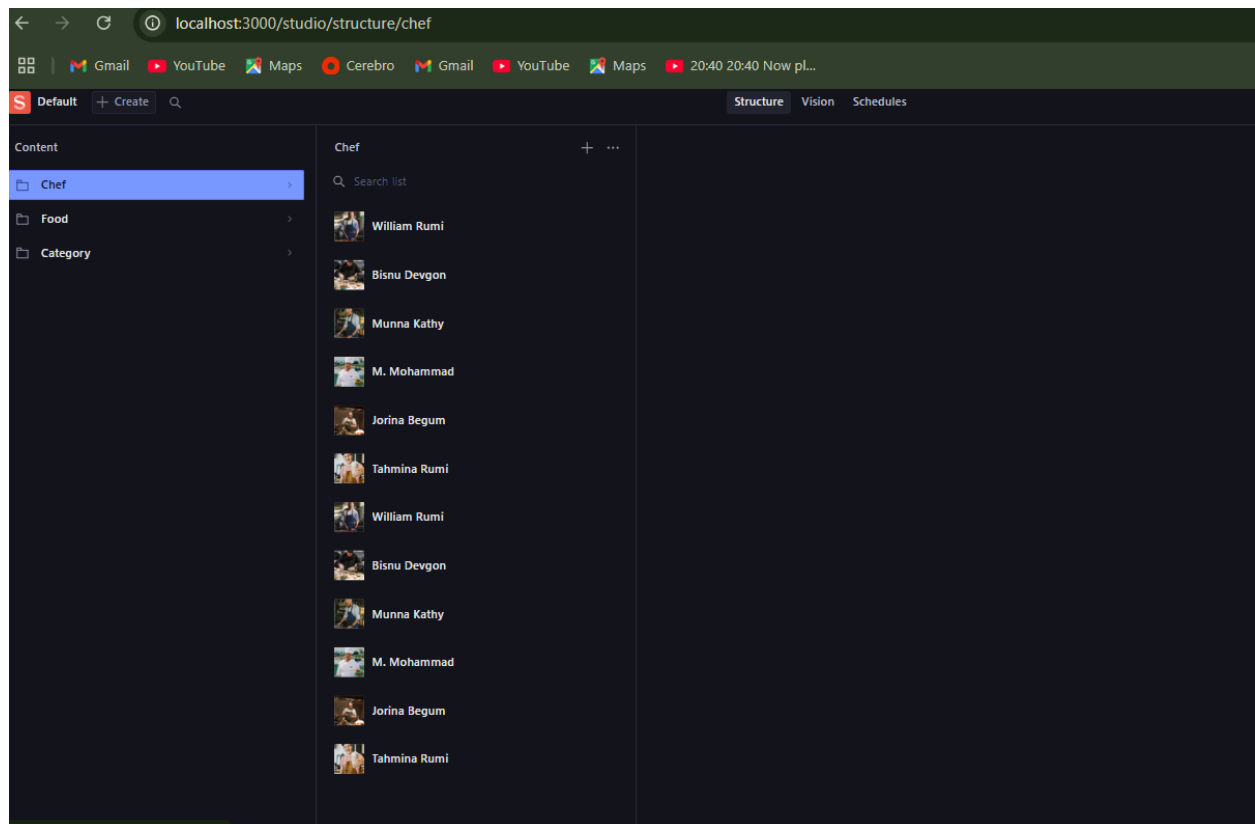 localhost:3000/studio/structure/chef
Gmail YouTube Maps Cerebro Gmail YouTube Maps 20:40 20:40 Now pl...
S Default + Create Structure Vision Schedules
Content
Chef
Food
Category
Chef
Search list
William Rumi
Bisnu Devgon
Munna Kathy
M. Mohammad
Jorina Begum
Tahmina Rumi
William Rumi
Bisnu Devgon
Munna Kathy
M. Mohammad
Jorina Begum
Tahmina Rumi